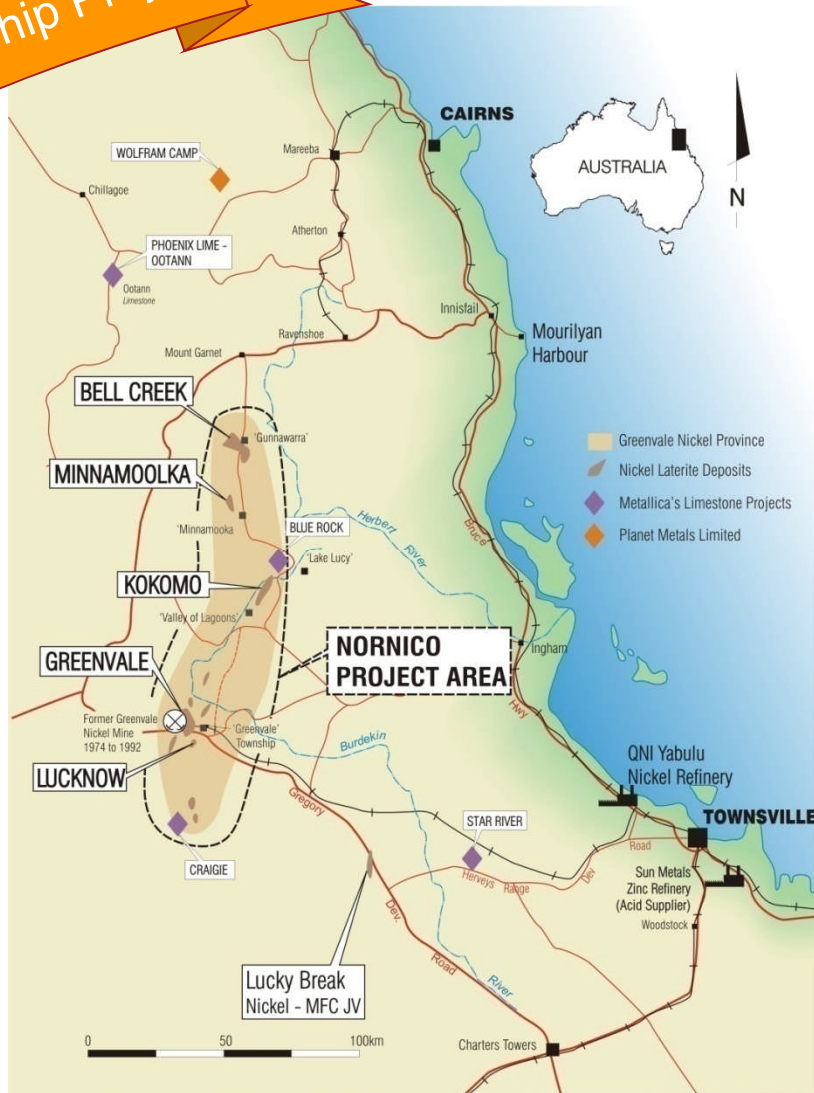 CAIRNS
WOLFRAM CAMP
Mareeba
AUSTRALIA
N
Chillagoe
Atherton
PHOENIX LIME -
OOTANN
Ootann
Limestone
Innisfail
Ravenshoe
Mourilyan
Harbour
Mount Garnet
BELL CREEK
'Gunnawarra'
Greenvale Nickel Province
Nickel Laterite Deposits
Metallica's Limestone Projects
Planet Metals Limited
MINNAMOOLKA
'Minnamooka'
Herbert
River
Bruce
BLUE ROCK
'Lake Lucy'
KOKOMO
'Valley of Lagoons'
NORNICO
PROJECT AREA
Ingham
Hwy
GREENVALE
Former Greenvale
Nickel Mine
1974 to 1992
'Greenvale'
Township
Burdekin
QNI Yabulu
Nickel Refinery
LUCKNOW
Gregory
TOWNSVILLE
STAR RIVER
Road
Herveys
Range
Dev
CRAIGIE
Sun Metals
Zinc Refinery
(Acid Supplier)
Woodstock
Dev.
Road
River
Lucky Break
Nickel - MFC JV
0 50 100km
Charters Towers